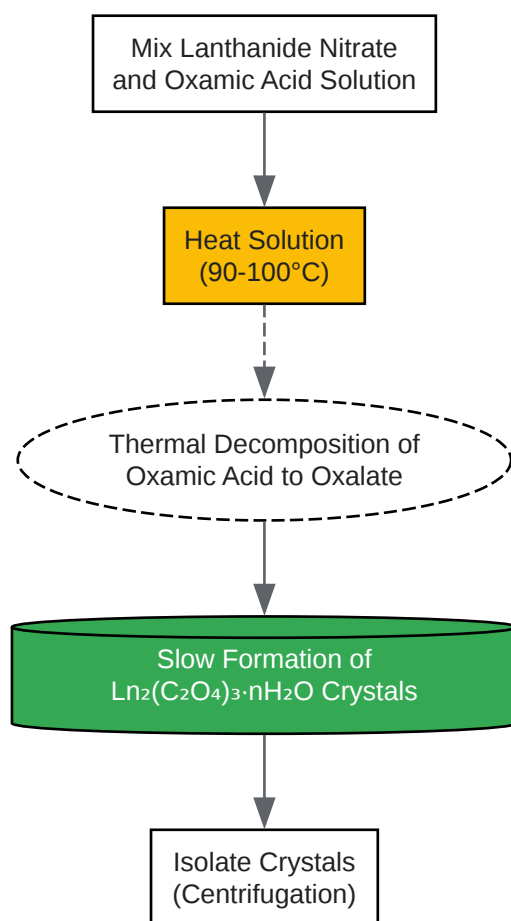 Mix Lanthanide Nitrate
and Oxamic Acid Solution
Heat Solution
(90-100°C)
Thermal Decomposition of
Oxamic Acid to Oxalate
Slow Formation of
Ln₂(C₂O₄)₃·nH₂O Crystals
Isolate Crystals
(Centrifugation)